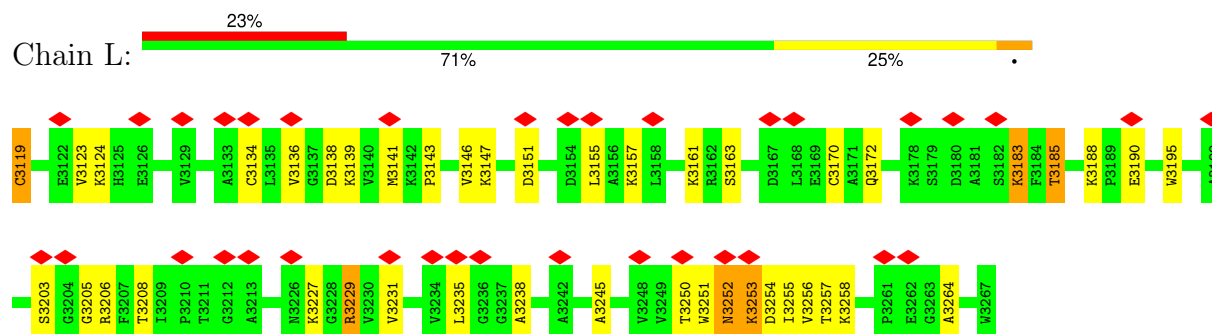 23%
Chain L:
71% 25% •
C3119 E3122 V3123 K3124 H3125 E3126 V3129 A3133 C3134 L3135 V3136 G3137 D3138 K3139 V3140 M3141 K3142 P3143 V3146 K3147 D3151 D3154 L3155 A3156 K3157 L3158 K3161 R3162 S3163 D3167 L3168 E3169 C3170 A3171 Q3172 K3178 S3179 D3180 A3181 S3182 K3183 F3184 T3185 K3188 P3189 E3190 W3195
S3203 G3204 G3205 R3206 F3207 T3208 I3209 P3210 T3211 G3212 A3213 N3226 K3227 G3228 R3229 V3230 V3231 V3234 L3235 G3236 G3237 A3238 A3242 A3245 V3248 V3249 T3250 W3251 N3252 K3253 D3254 I3255 V3256 T3257 K3258 P3261 E3262 G3263 A3264 W3267